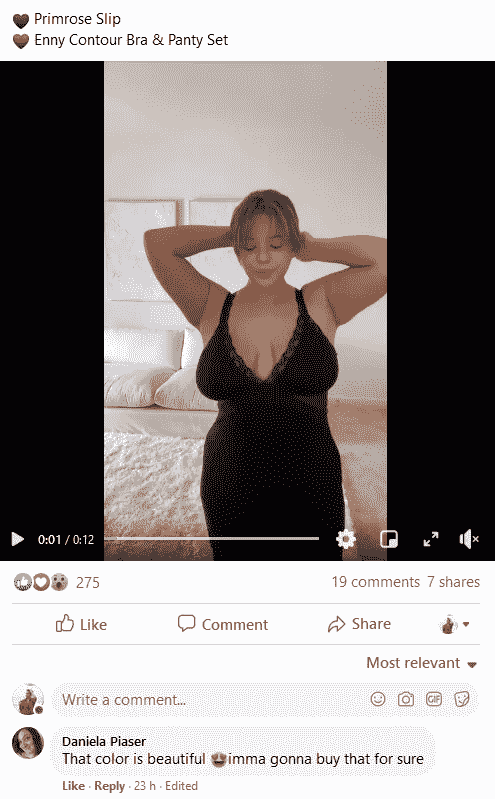 Primrose Slip
Enny Contour Bra & Panty Set
0:01 / 0:12
275
19 comments 7 shares
Like
Comment
Share
Most relevant
Write a comment...
GIF
Daniela Piaser
That color is beautiful 😍imma gonna buy that for sure
Like · Reply · 23 h · Edited